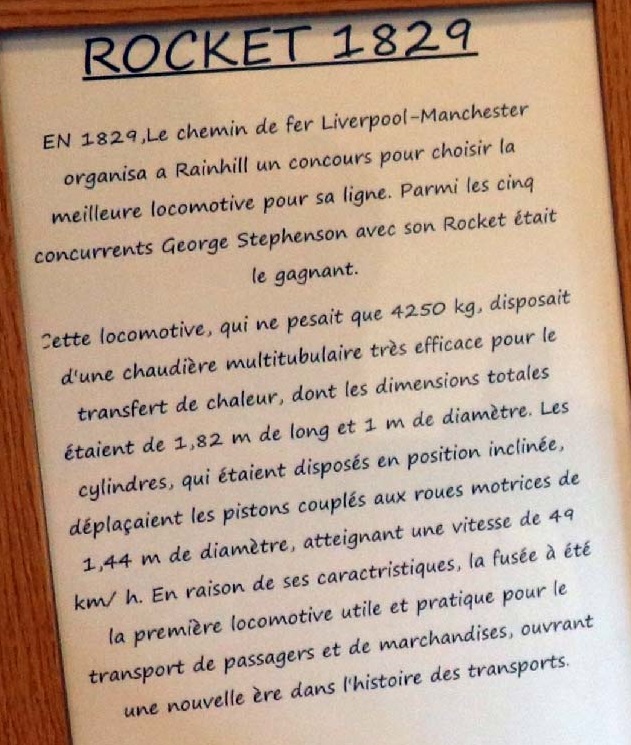 ROCKET 1829
EN 1829,Le chemin de fer Liverpool-Manchester
organisa a Rainhill un concours pour choisir la
meilleure locomotive pour sa ligne. Parmi les cinq
concurrents George Stephenson avec son Rocket était
le gagnant.
Cette locomotive, qui ne pesait que 4250 kg, disposait
d'une chaudière multitubulaire très efficace pour le
transfert de chaleur, dont les dimensions totales
étaient de 1,82 m de long et 1 m de diamètre. Les
cylindres, qui étaient disposés en position inclinée,
déplaçaient les pistons couplés aux roues motrices de
1,44 m de diamètre, atteignant une vitesse de 49
km/ h. En raison de ses caractristiques, la fusée à été
la première locomotive utile et pratique pour le
transport de passagers et de marchandises, ouvrant
une nouvelle ère dans l'histoire des transports.